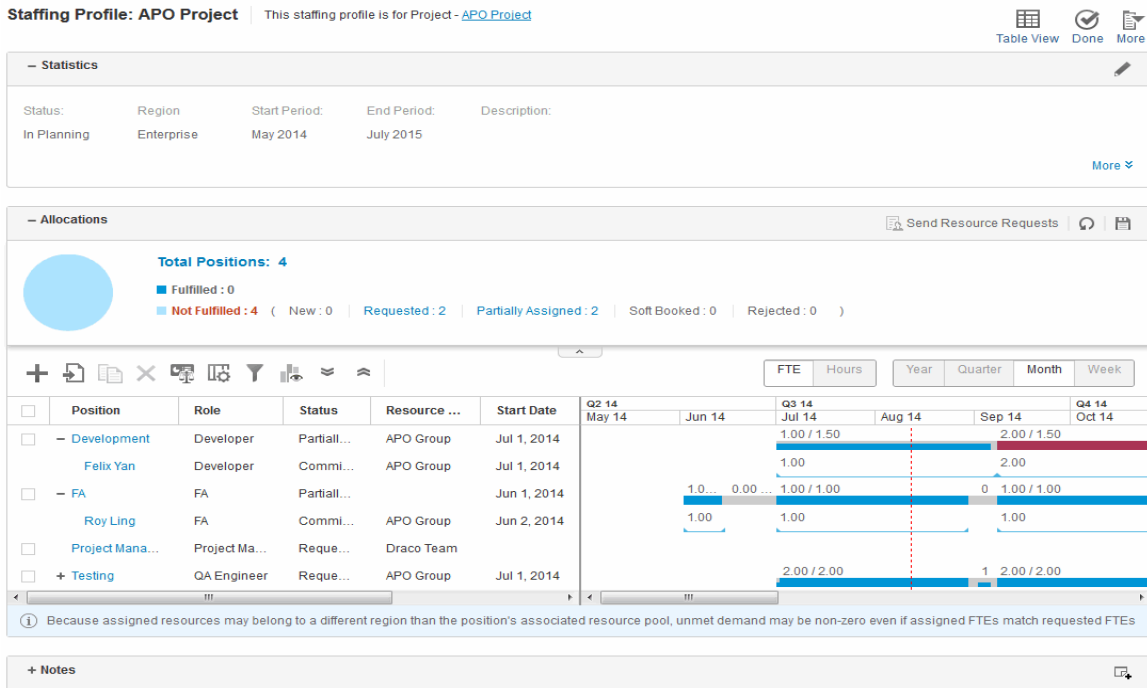 Staffing Profile: APO Project This staffing profile is for Project - APO Project
Table View Done More
– Statistics
Status: Region Start Period: End Period: Description:
In Planning Enterprise May 2014 July 2015
More
– Allocations Send Resource Requests
Total Positions: 4
Fulfilled : 0
Not Fulfilled : 4 ( New : 0 Requested : 2 Partially Assigned : 2 Soft Booked : 0 Rejected : 0 )
FTE Hours Year Quarter Month Week
Position Role Status Resource ... Start Date
Q2 14 Q3 14 Q4 14
May 14 Jun 14 Jul 14 Aug 14 Sep 14 Oct 14
– Development Developer Partiall... APO Group Jul 1, 2014 1.00 / 1.50 2.00 / 1.50
Felix Yan Developer Commi... APO Group Jul 1, 2014 1.00 2.00
– FA FA Partiall... Jun 1, 2014 1.0... 0.00 ... 1.00 / 1.00 0 1.00 / 1.00
Roy Ling FA Commi... APO Group Jun 2, 2014 1.00 1.00 1.00
Project Mana... Project Ma... Reque... Draco Team
+ Testing QA Engineer Reque... APO Group Jul 1, 2014 2.00 / 2.00 1 2.00 / 2.00
Because assigned resources may belong to a different region than the position's associated resource pool, unmet demand may be non-zero even if assigned FTEs match requested FTEs
+ Notes